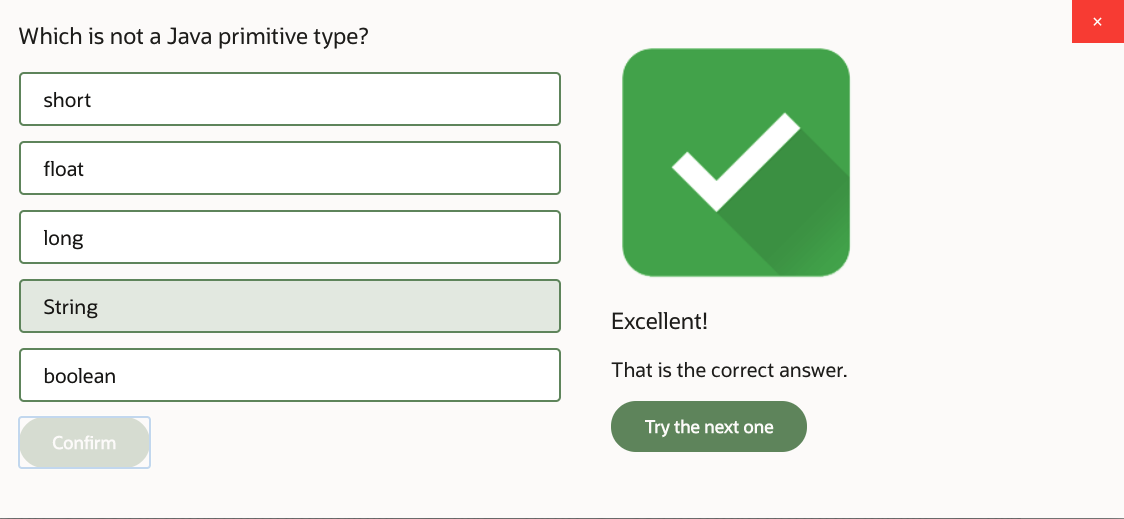 Which is not a Java primitive type?
×
short
float
long
String
boolean
Confirm
Excellent!
That is the correct answer.
Try the next one